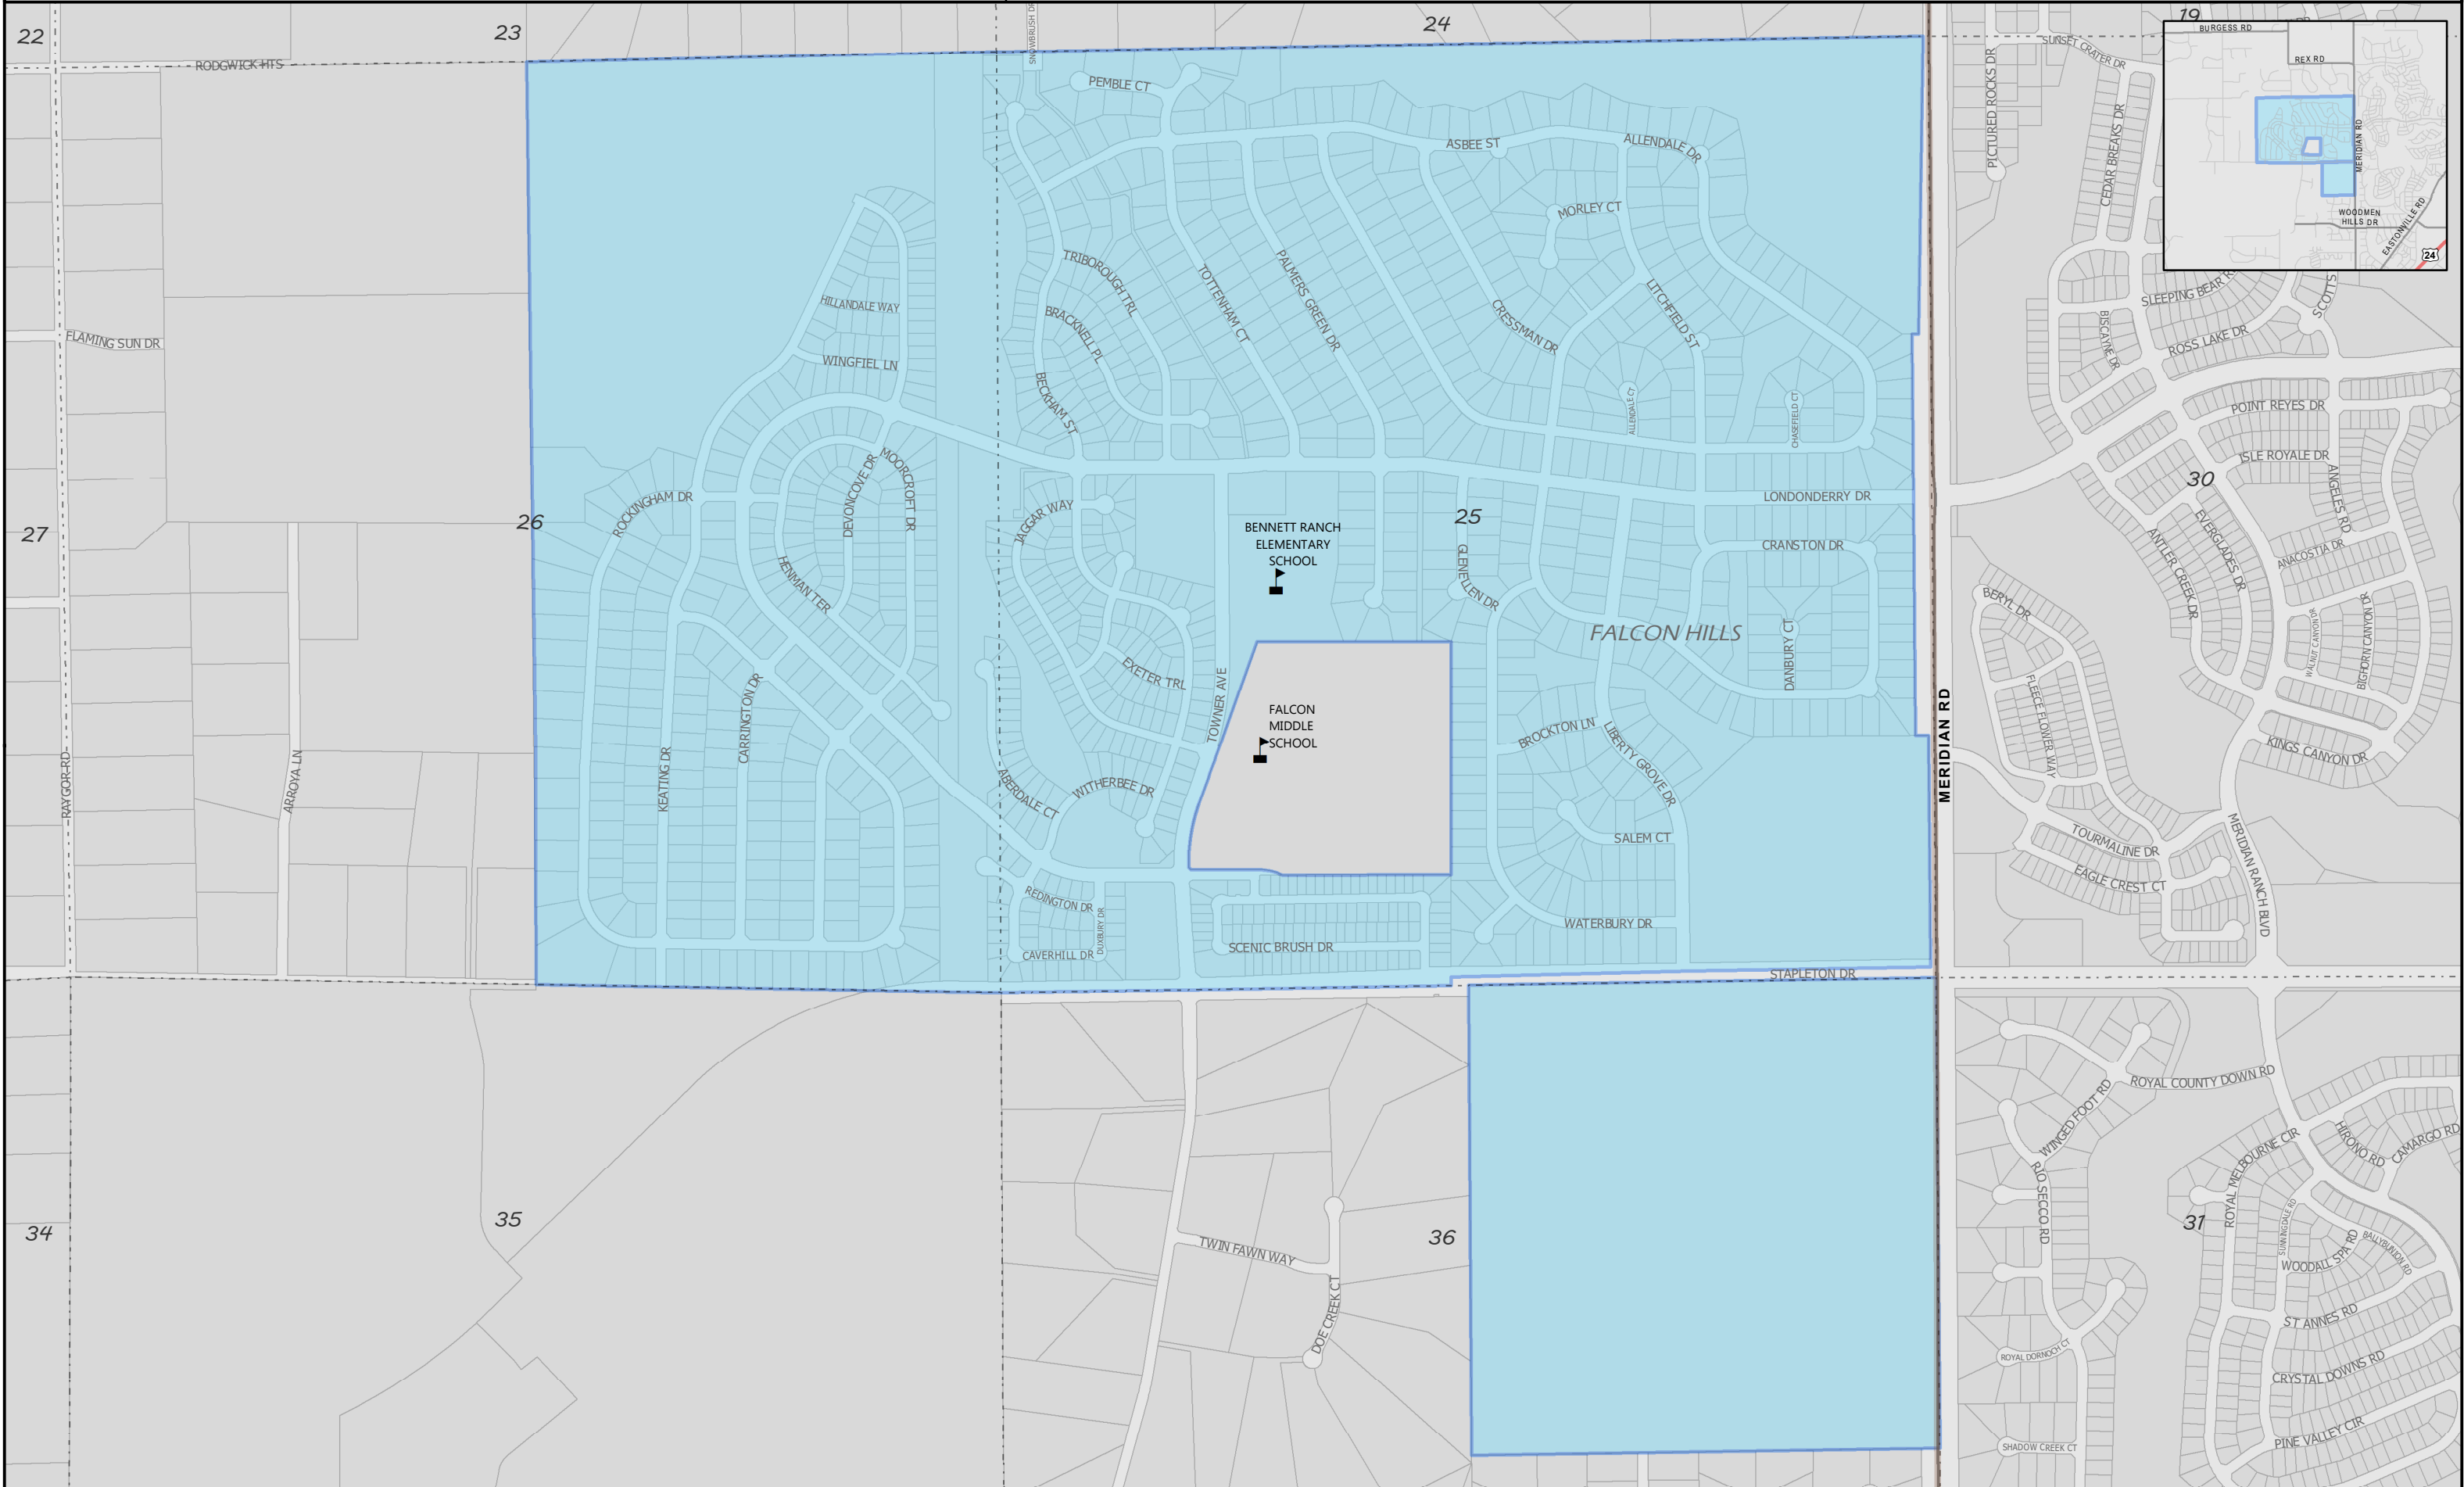 22
23
24
19
RODGWICK HTS
SNOWBRUSH DR
SUNSET CRATER DR
PICTURED ROCKS DR
CEDAR BREAKS DR
BURGESS RD
REX RD
MERIDIAN RD
WOODMEN
HILLS DR
EASTONVILLE RD
24
PEMBLE CT
ASBEE ST
ALLENDALE DR
MORLEY CT
TRIBOROUGH TRL
TOTTENHAM CT
PALMERS GREEN DR
CRESSMAN DR
LITCHFIELD ST
BRACKNELL PL
BECKHAM ST
HILLANDALE WAY
WINGFIEL LN
ALLENDALE CT
CHASEFIELD CT
FLAMING SUN DR
SLEEPING BEAR
BISCAYNE DR
ROSS LAKE DR
SCOTTS
POINT REYES DR
ISLE ROYALE DR
ANGELES RD
30
27
26
25
ROCKINGHAM DR
DEVONCOVE DR
MOORCROFT DR
HENMAN TER
JAGGAR WAY
BENNETT RANCH
ELEMENTARY
SCHOOL
GLENELLEN DR
LONDONDERRY DR
CRANSTON DR
FALCON HILLS
DANBURY CT
EVERGLADES DR
ANTLER CREEK DR
ANACOSTIA DR
WALNUT CANYON DR
BIGHORN CANYON DR
BERYL DR
FLEECE FLOWER WAY
KINGS CANYON DR
EXETER TRL
TOWNER AVE
FALCON
MIDDLE
SCHOOL
BROCKTON LN
LIBERTY GROVE DR
MERIDIAN RD
RAYGOR RD
ARROYA LN
KEATING DR
CARRINGTON DR
ABERDALE CT
WITHERBEE DR
SALEM CT
TOURMALINE DR
EAGLE CREST CT
MERIDIAN RANCH BLVD
REDINGTON DR
DUXBURY DR
CAVERHILL DR
SCENIC BRUSH DR
WATERBURY DR
STAPLETON DR
34
35
36
31
TWIN FAWN WAY
DOE CREEK CT
ROYAL COUNTY DOWN RD
WINGED FOOT RD
RIO SECCO RD
ROYAL MELBOURNE CIR
HIRONO RD
CAMARGO RD
SUNNINGDALE RD
WOODALL SPA RD
BALLYBUNION RD
ST ANNES RD
ROYAL DORNOCH CT
CRYSTAL DOWNS RD
SHADOW CREEK CT
PINE VALLEY CIR